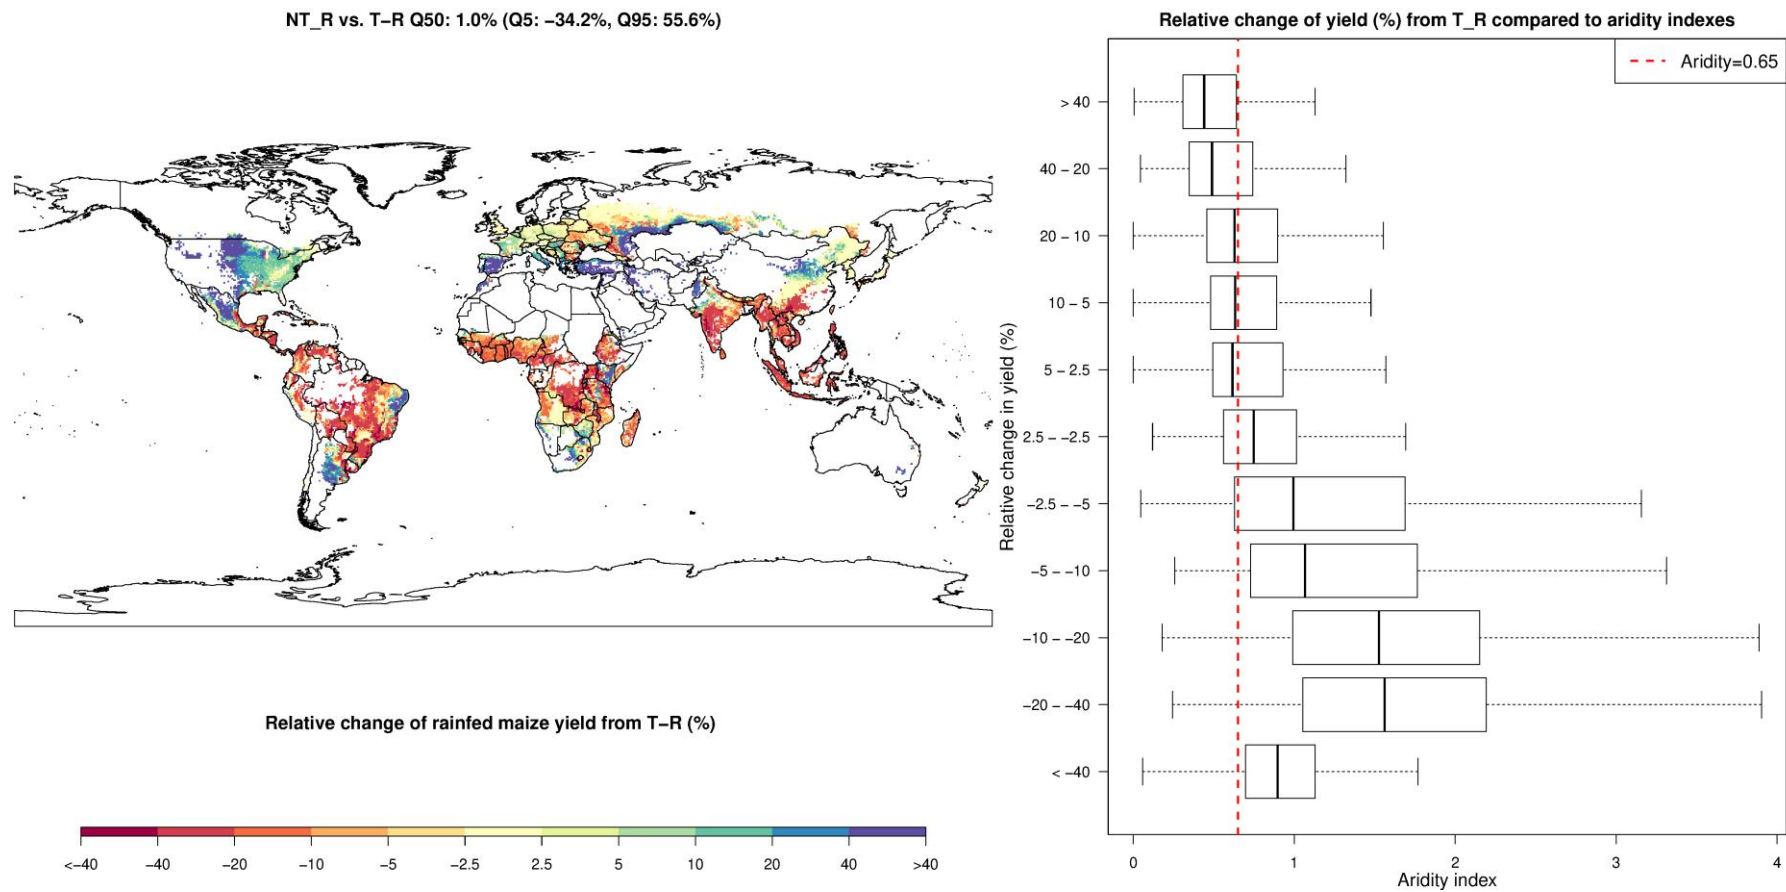 NT_R vs. T−R Q50: 1.0% (Q5: −34.2%, Q95: 55.6%)
Relative change of rainfed maize yield from T−R (%)
<−40 −40 −20 −10 −5 −2.5 2.5 5 10 20 40 >40
Relative change of yield (%) from T_R compared to aridity indexes
Aridity=0.65
Relative change in yield (%)
> 40
40 − 20
20 − 10
10 − 5
5 − 2.5
2.5 − −2.5
−2.5 − −5
−5 − −10
−10 − −20
−20 − −40
< −40
0 1 2 3 4
Aridity index